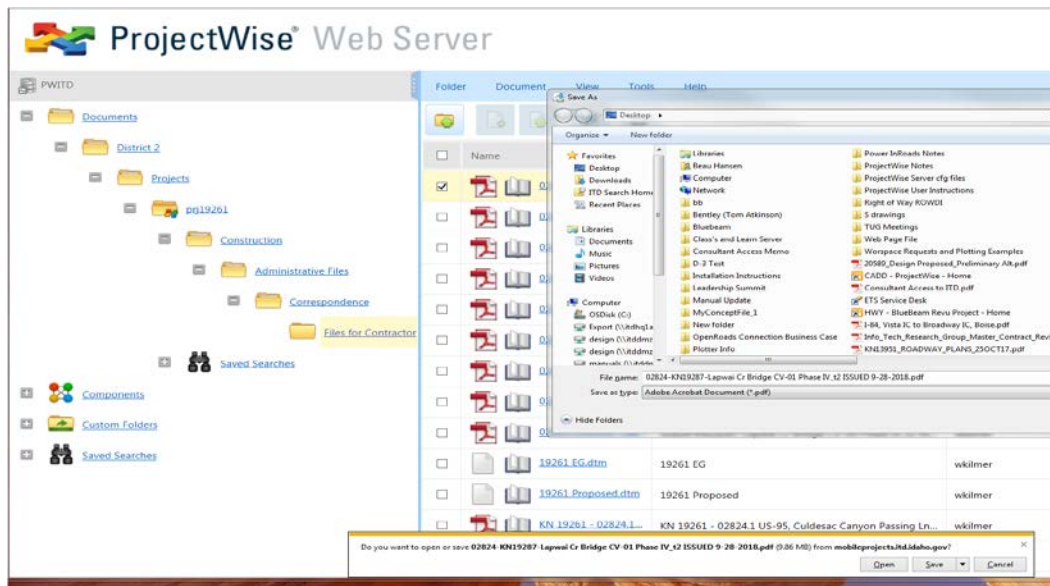 ProjectWise® Web Server
PWITD
Documents
District 2
Projects
prj19261
Construction
Administrative Files
Correspondence
Files for Contractor
Saved Searches
Components
Custom Folders
Saved Searches
Folder Document View Tools Help
Name
19261 EG.dtm 19261 EG wkilmer
19261 Proposed.dtm 19261 Proposed wkilmer
KN 19261 - 02824.1... KN 19261 - 02824.1 US-95, Culdesac Canyon Passing Ln... wkilmer
Save As
Desktop
Organize New folder
Favorites
Desktop
Downloads
ITD Search Home
Recent Places
Libraries
Documents
Music
Pictures
Videos
Computer
OSDisk (C:)
Export (\\itdhq1a
design (\\itddmz
design (\\itddmz
Libraries
Beau Hansen
Computer
Network
bb
Bentley (Tom Atkinson)
Bluebeam
Class's and Learn Server
Consultant Access Memo
D-3 Test
Installation Instructions
Leadership Summit
Manual Update
MyConceptFile_1
New folder
OpenRoads Connection Business Case
Plotter Info
Power InRoads Notes
ProjectWise Notes
ProjectWise Server cfg files
ProjectWise User Instructions
Right of Way ROWDI
S drawings
TUG Meetings
Web Page File
Worspace Requests and Plotting Examples
20580_Design Proposed_Preliminary Alt.pdf
CADD - ProjectWise - Home
Consultant Access to ITD.pdf
ETS Service Desk
HWY - BlueBeam Revu Project - Home
I-84, Vista IC to Broadway IC, Boise.pdf
Info_Tech_Research_Group_Master_Contract_Revi
KN13951_ROADWAY_PLANS_25OCT17.pdf
File name: 02824-KN19287-Lapwai Cr Bridge CV-01 Phase IV_t2 ISSUED 9-28-2018.pdf
Save as type: Adobe Acrobat Document (*.pdf)
Hide Folders
Do you want to open or save 02824-KN19287-Lapwai Cr Bridge CV-01 Phase IV_t2 ISSUED 9-28-2018.pdf (9.86 MB) from mobileprojects.itd.idaho.gov?
Open Save Cancel